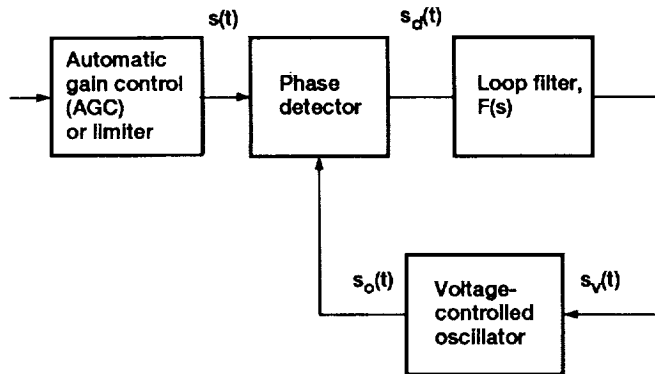 s(t)
s_d(t)
Automatic
gain control
(AGC)
or limiter
Phase
detector
Loop filter,
F(s)
s_o(t)
s_v(t)
Voltage-
controlled
oscillator